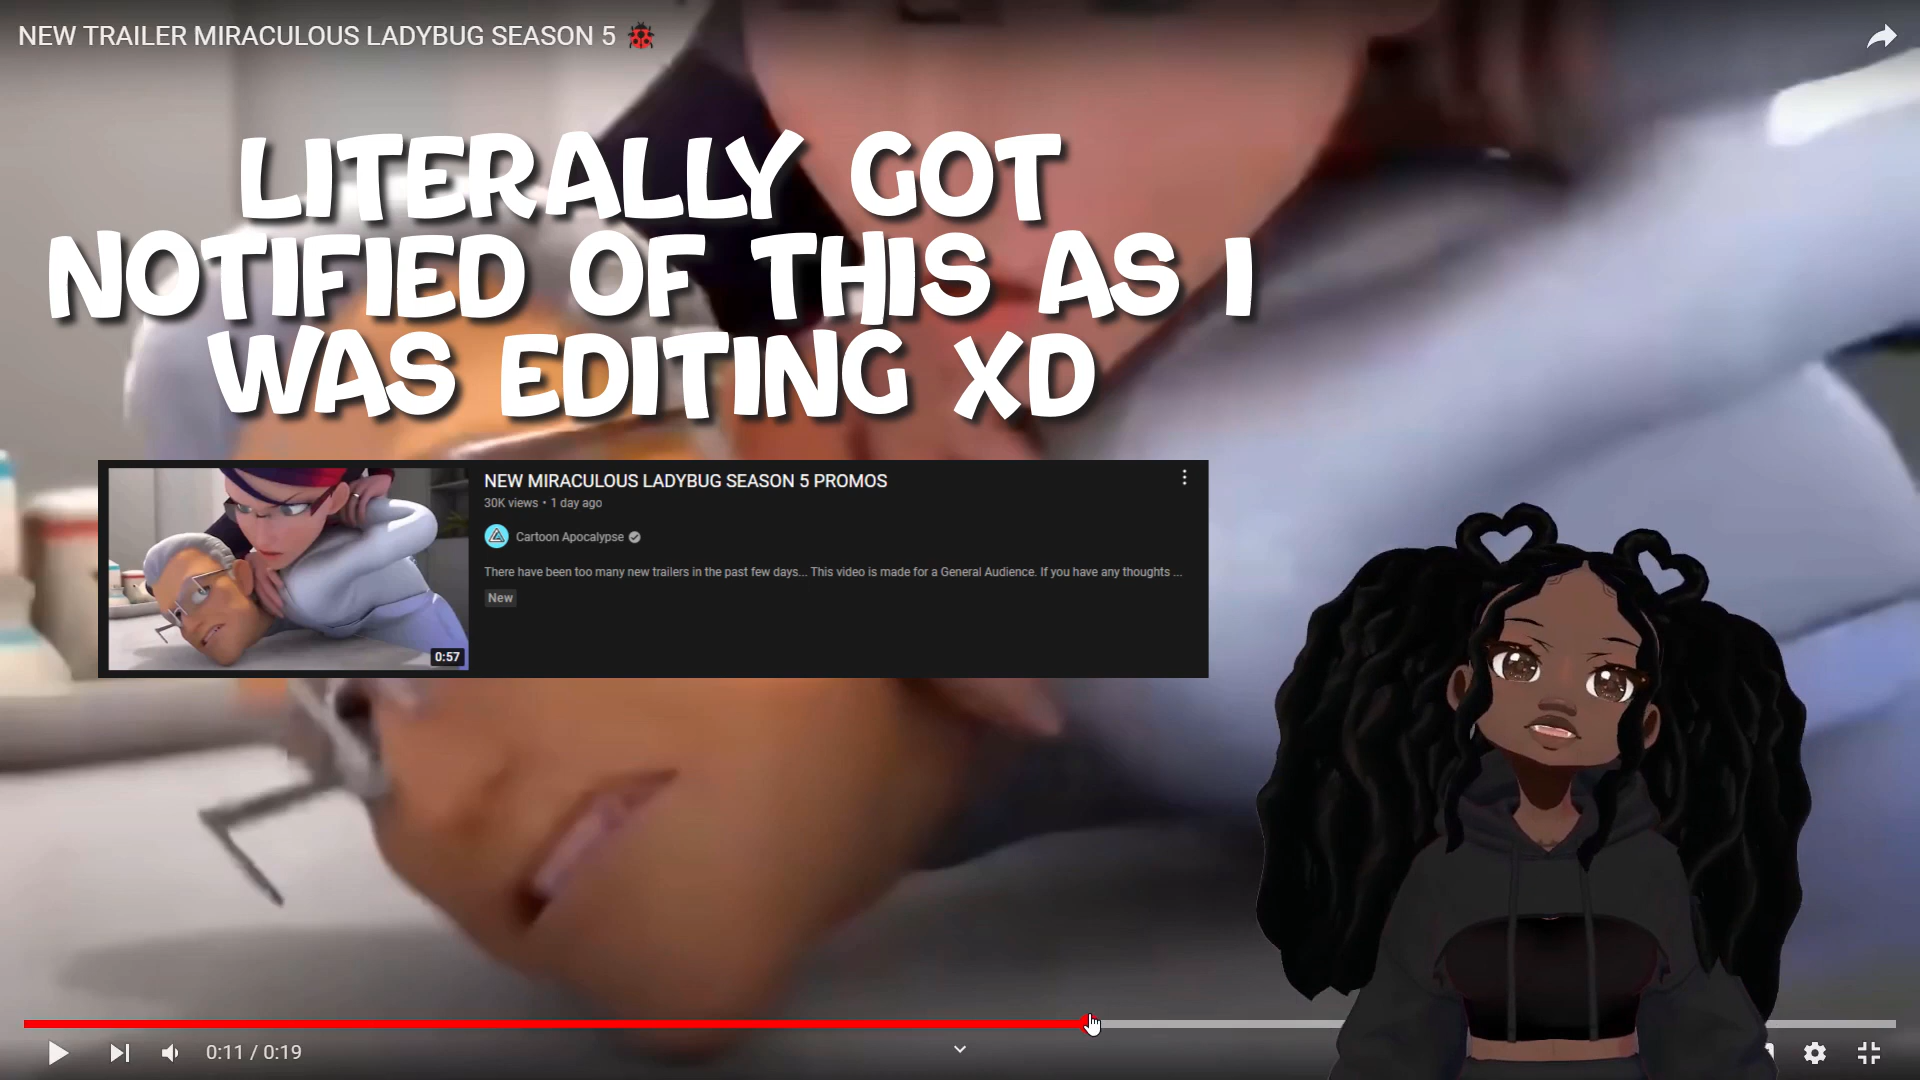 NEW TRAILER MIRACULOUS LADYBUG SEASON 5 🐞
LITERALLY GOT
NOTIFIED OF THIS AS I
WAS EDITING XD
NEW MIRACULOUS LADYBUG SEASON 5 PROMOS
30K views • 1 day ago
Cartoon Apocalypse
There have been too many new trailers in the past few days... This video is made for a General Audience. If you have any thoughts ...
New
0:57
0:11 / 0:19